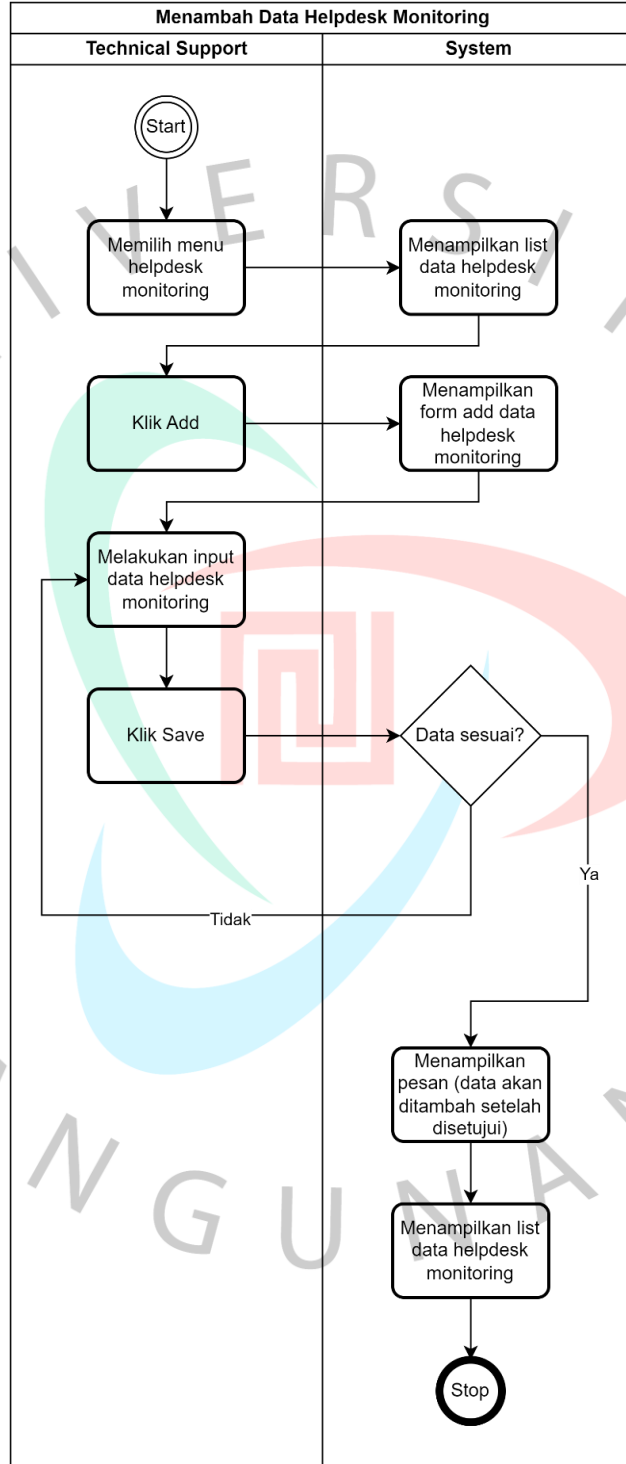 Menambah Data Helpdesk Monitoring
Technical Support
System
Start
Memilih menu
helpdesk
monitoring
Menampilkan list
data helpdesk
monitoring
Klik Add
Menampilkan
form add data
helpdesk
monitoring
Melakukan input
data helpdesk
monitoring
Klik Save
Data sesuai?
Ya
Tidak
Menampilkan
pesan (data akan
ditambah setelah
disetujui)
Menampilkan list
data helpdesk
monitoring
Stop